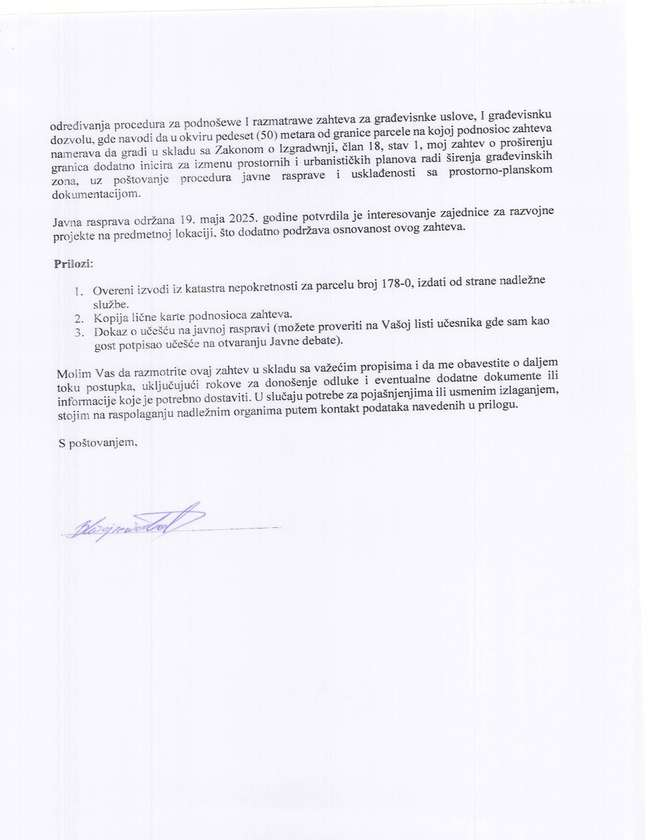 određivanja procedura za podnošewe I razmatrawe zahteva za građevisnke uslove, I građevisnku
dozvolu, gde navodi da u okviru pedeset (50) metara od granice parcele na kojoj podnosioc zahteva
namerava da gradi u skladu sa Zakonom o Izgradwnji, član 18, stav 1, moj zahtev o proširenju
granica dodatno inicira za izmenu prostornih i urbanističkih planova radi širenja građevinskih
zona, uz poštovanje procedura javne rasprave i usklađenosti sa prostorno-planskom
dokumentacijom.
Javna rasprava održana 19. maja 2025. godine potvrdila je interesovanje zajednice za razvojne
projekte na predmetnoj lokaciji, što dodatno podržava osnovanost ovog zahteva.
Prilozi:
1. Overeni izvodi iz katastra nepokretnosti za parcelu broj 178-0, izdati od strane nadležne
službe.
2. Kopija lične karte podnosioca zahteva.
3. Dokaz o učešću na javnoj raspravi (možete proveriti na Vašoj listi učesnika gde sam kao
gost potpisao učešće na otvaranju Javne debate).
Molim Vas da razmotrite ovaj zahtev u skladu sa važećim propisima i da me obavestite o daljem
toku postupka, uključujući rokove za donošenje odluke i eventualne dodatne dokumente ili
informacije koje je potrebno dostaviti. U slučaju potrebe za pojašnjenjima ili usmenim izlaganjem,
stojim na raspolaganju nadležnim organima putem kontakt podataka navedenih u prilogu.
S poštovanjem,